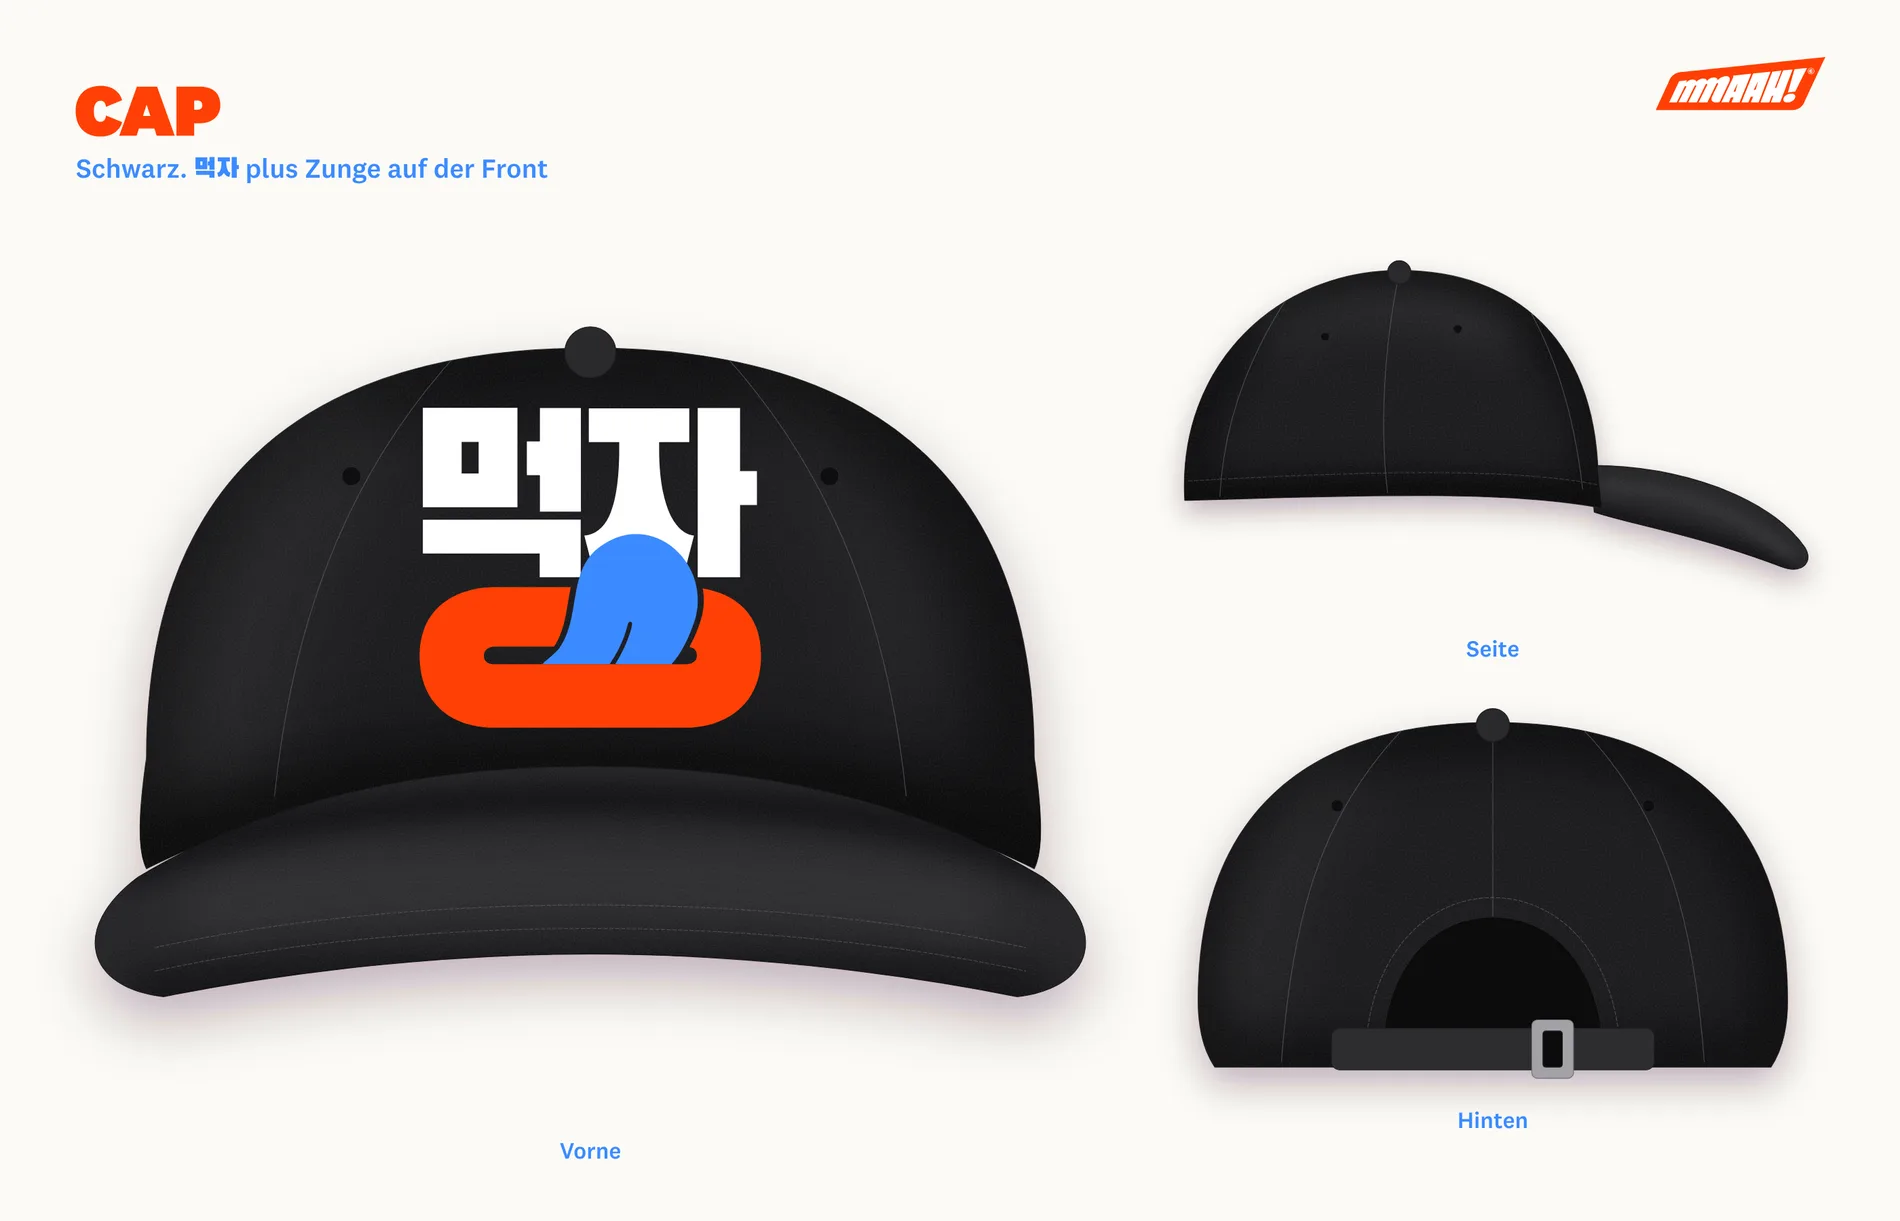 CAP
mmAAH!®
Schwarz. 먹자 plus Zunge auf der Front
먹자
Seite
Hinten
Vorne